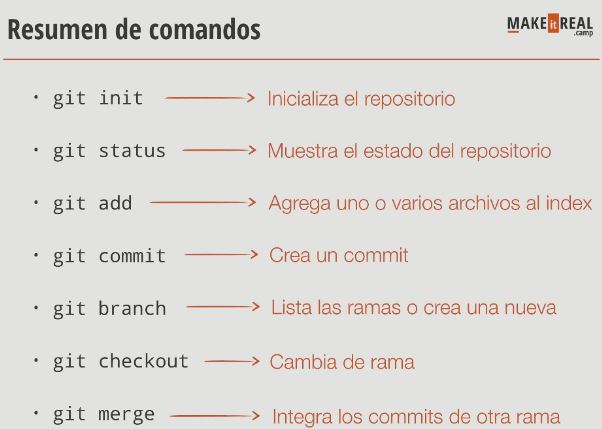 Resumen de comandos
MAKE it REAL
.camp
• git init Inicializa el repositorio
• git status Muestra el estado del repositorio
• git add Agrega uno o varios archivos al index
• git commit Crea un commit
• git branch Lista las ramas o crea una nueva
• git checkout Cambia de rama
• git merge Integra los commits de otra rama